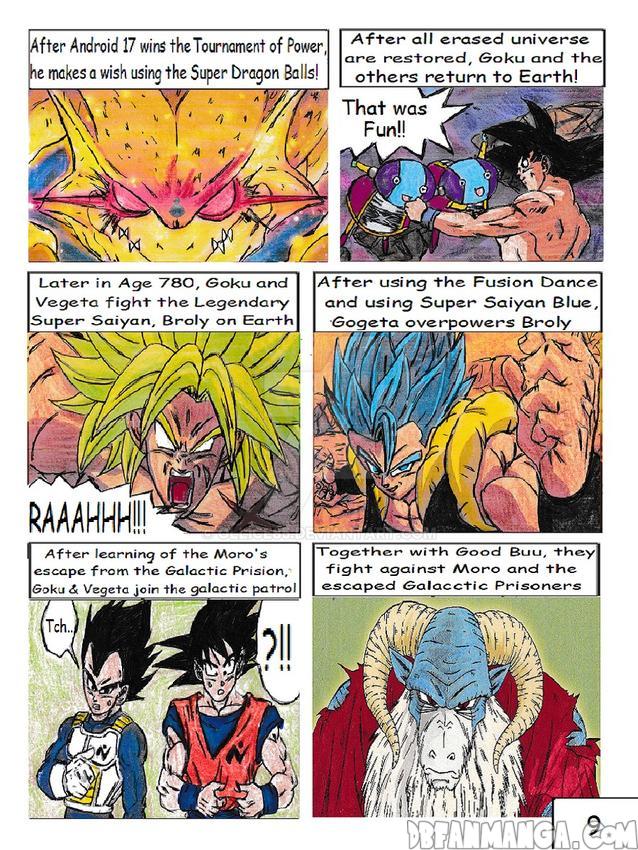 After Android 17 wins the Tournament of Power,
he makes a wish using the Super Dragon Balls!
After all erased universe
are restored, Goku and the
others return to Earth!
That was
Fun!!
Later in Age 780, Goku and
Vegeta fight the Legendary
Super Saiyan, Broly on Earth
After using the Fusion Dance
and using Super Saiyan Blue,
Gogeta overpowers Broly
RAAAHHH!!!
After learning of the Moro's
escape from the Galactic Prision,
Goku & Vegeta join the galactic patrol
Together with Good Buu, they
fight against Moro and the
escaped Galacctic Prisoners
Tch..
?!!
9
DBFANMANGA.COM